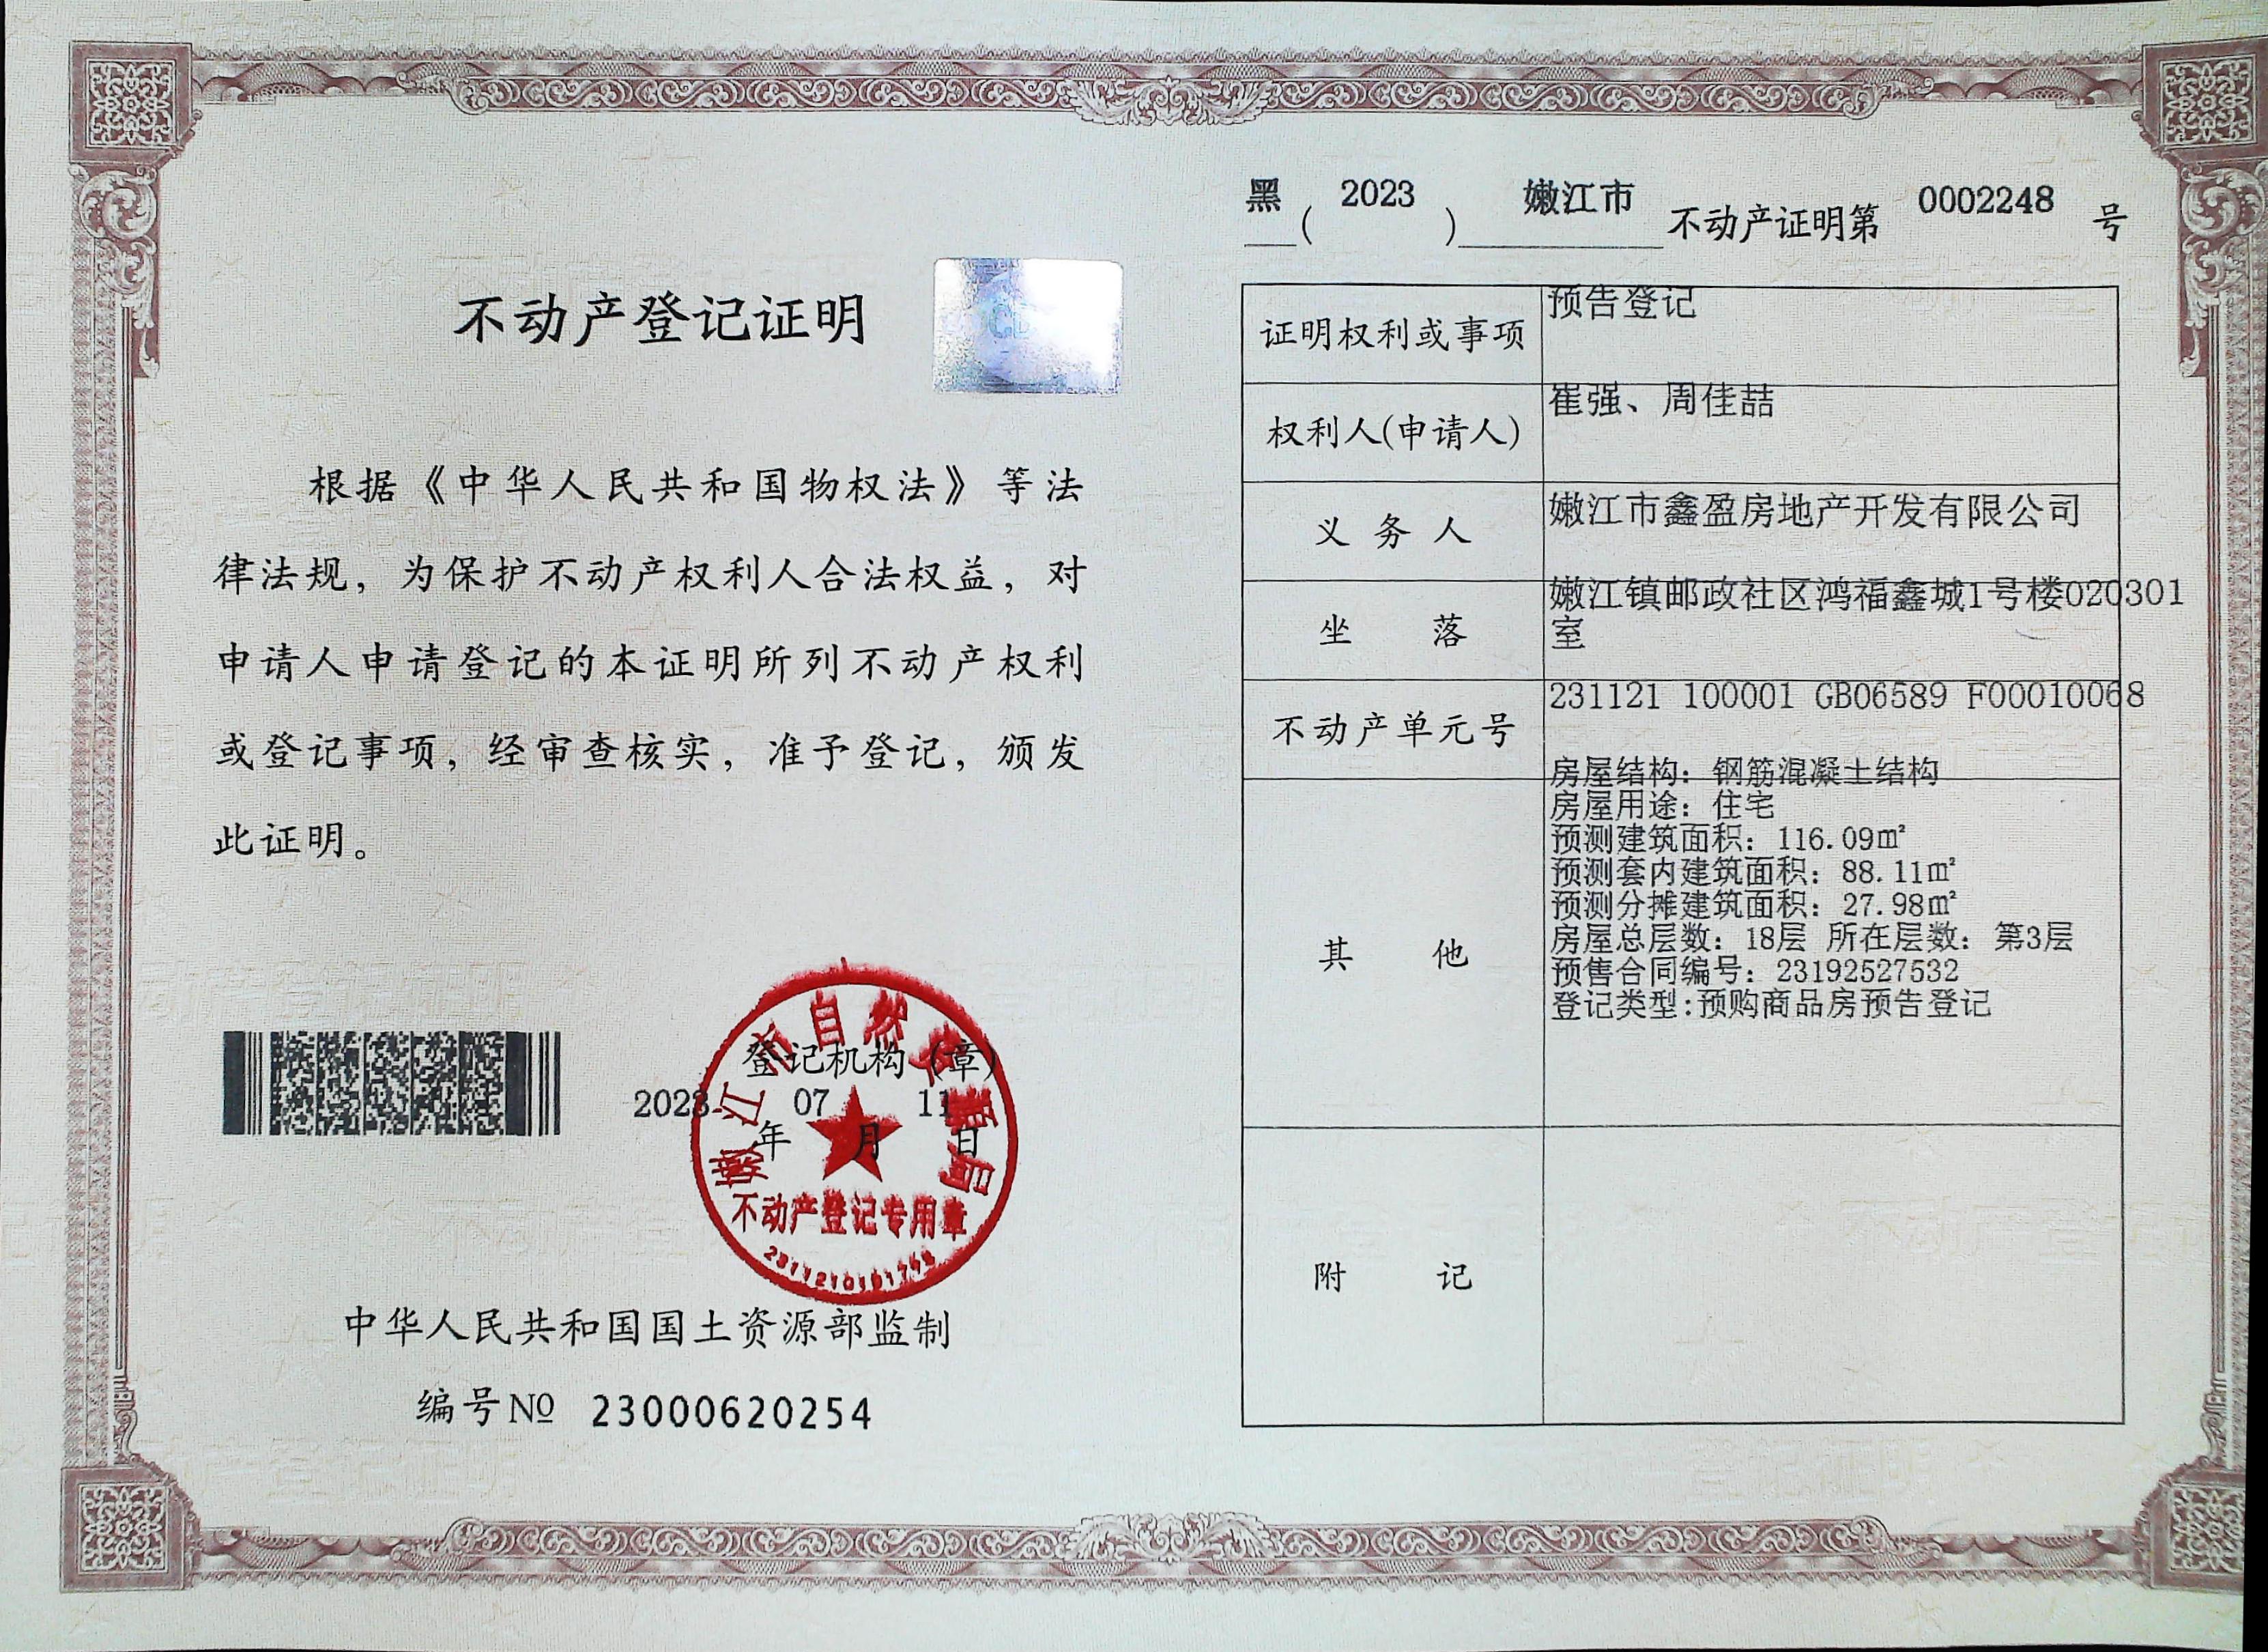 不动产登记证明
根据《中华人民共和国物权法》等法
律法规，为保护不动产权利人合法权益，对
申请人申请登记的本证明所列不动产权利
或登记事项，经审查核实，准予登记，颁发
此证明。
嫩江市自然资源局
登记机构（章）
2023 07 11
年 月 日
不动产登记专用章
中华人民共和国国土资源部监制
编号№ 23000620254
黑 ( 2023 ) 嫩江市 不动产证明第 0002248 号
证明权利或事项 预告登记
权利人(申请人) 崔强、周佳喆
义务人 嫩江市鑫盈房地产开发有限公司
坐落 嫩江镇邮政社区鸿福鑫城1号楼020301
室
不动产单元号 231121 100001 GB06589 F00010068
其他
房屋结构：钢筋混凝土结构
房屋用途：住宅
预测建筑面积：116.09㎡
预测套内建筑面积：88.11㎡
预测分摊建筑面积：27.98㎡
房屋总层数：18层 所在层数：第3层
预售合同编号：23192527532
登记类型:预购商品房预告登记
附记